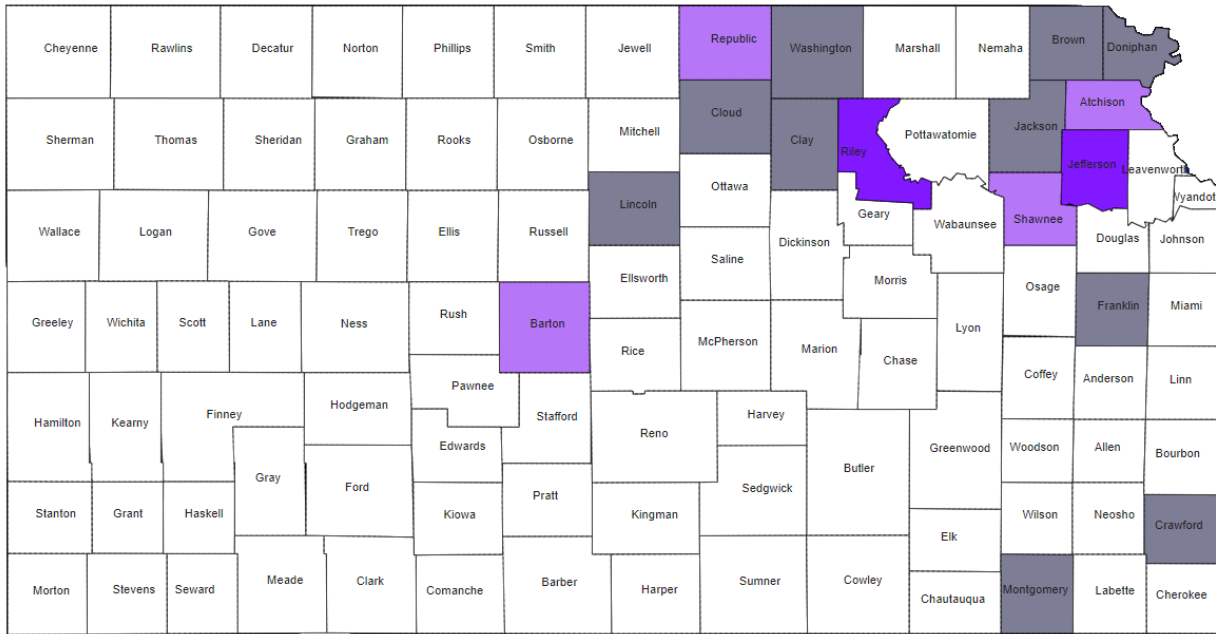 Cheyenne
Rawlins
Decatur
Norton
Phillips
Smith
Jewell
Republic
Washington
Marshall
Nemaha
Brown
Doniphan
Sherman
Thomas
Sheridan
Graham
Rooks
Osborne
Mitchell
Cloud
Clay
Riley
Pottawatomie
Jackson
Atchison
Jefferson
Leavenworth
Wyandot
Wallace
Logan
Gove
Trego
Ellis
Russell
Lincoln
Ottawa
Saline
Dickinson
Geary
Wabaunsee
Shawnee
Douglas
Johnson
Greeley
Wichita
Scott
Lane
Ness
Rush
Barton
Ellsworth
Rice
McPherson
Marion
Morris
Chase
Lyon
Osage
Franklin
Miami
Hamilton
Kearny
Finney
Hodgeman
Pawnee
Stafford
Edwards
Reno
Harvey
Butler
Greenwood
Coffey
Anderson
Linn
Woodson
Allen
Bourbon
Gray
Ford
Kiowa
Pratt
Kingman
Sedgwick
Elk
Wilson
Neosho
Crawford
Stanton
Grant
Haskell
Morton
Stevens
Seward
Meade
Clark
Comanche
Barber
Harper
Sumner
Cowley
Chautauqua
Montgomery
Labette
Cherokee